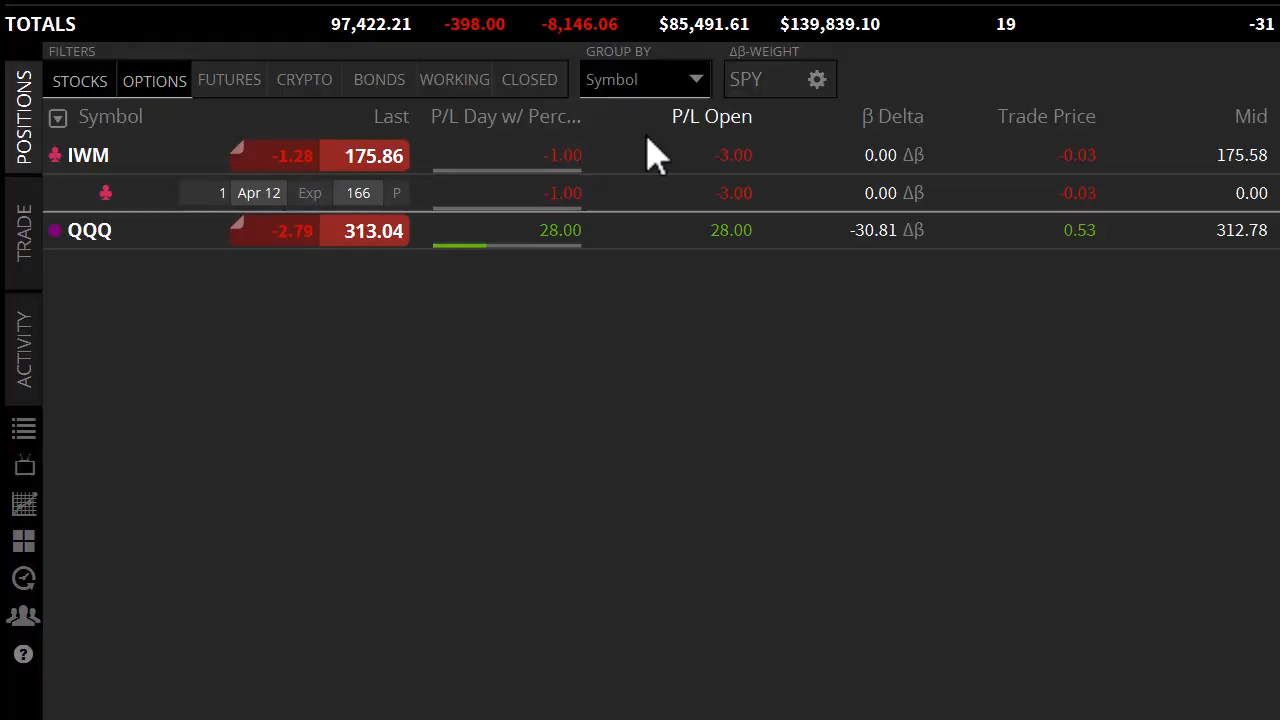 TOTALS 97,422.21 -398.00 -8,146.06 $85,491.61 $139,839.10 19 -31
FILTERS GROUP BY Δβ-WEIGHT
STOCKS OPTIONS FUTURES CRYPTO BONDS WORKING CLOSED Symbol SPY
Symbol Last P/L Day w/ Perc... P/L Open β Delta Trade Price Mid
IWM -1.28 175.86 -1.00 -3.00 0.00 Δβ -0.03 175.58
1 Apr 12 Exp 166 P -1.00 -3.00 0.00 Δβ -0.03 0.00
QQQ -2.79 313.04 28.00 28.00 -30.81 Δβ 0.53 312.78
POSITIONS
TRADE
ACTIVITY
?